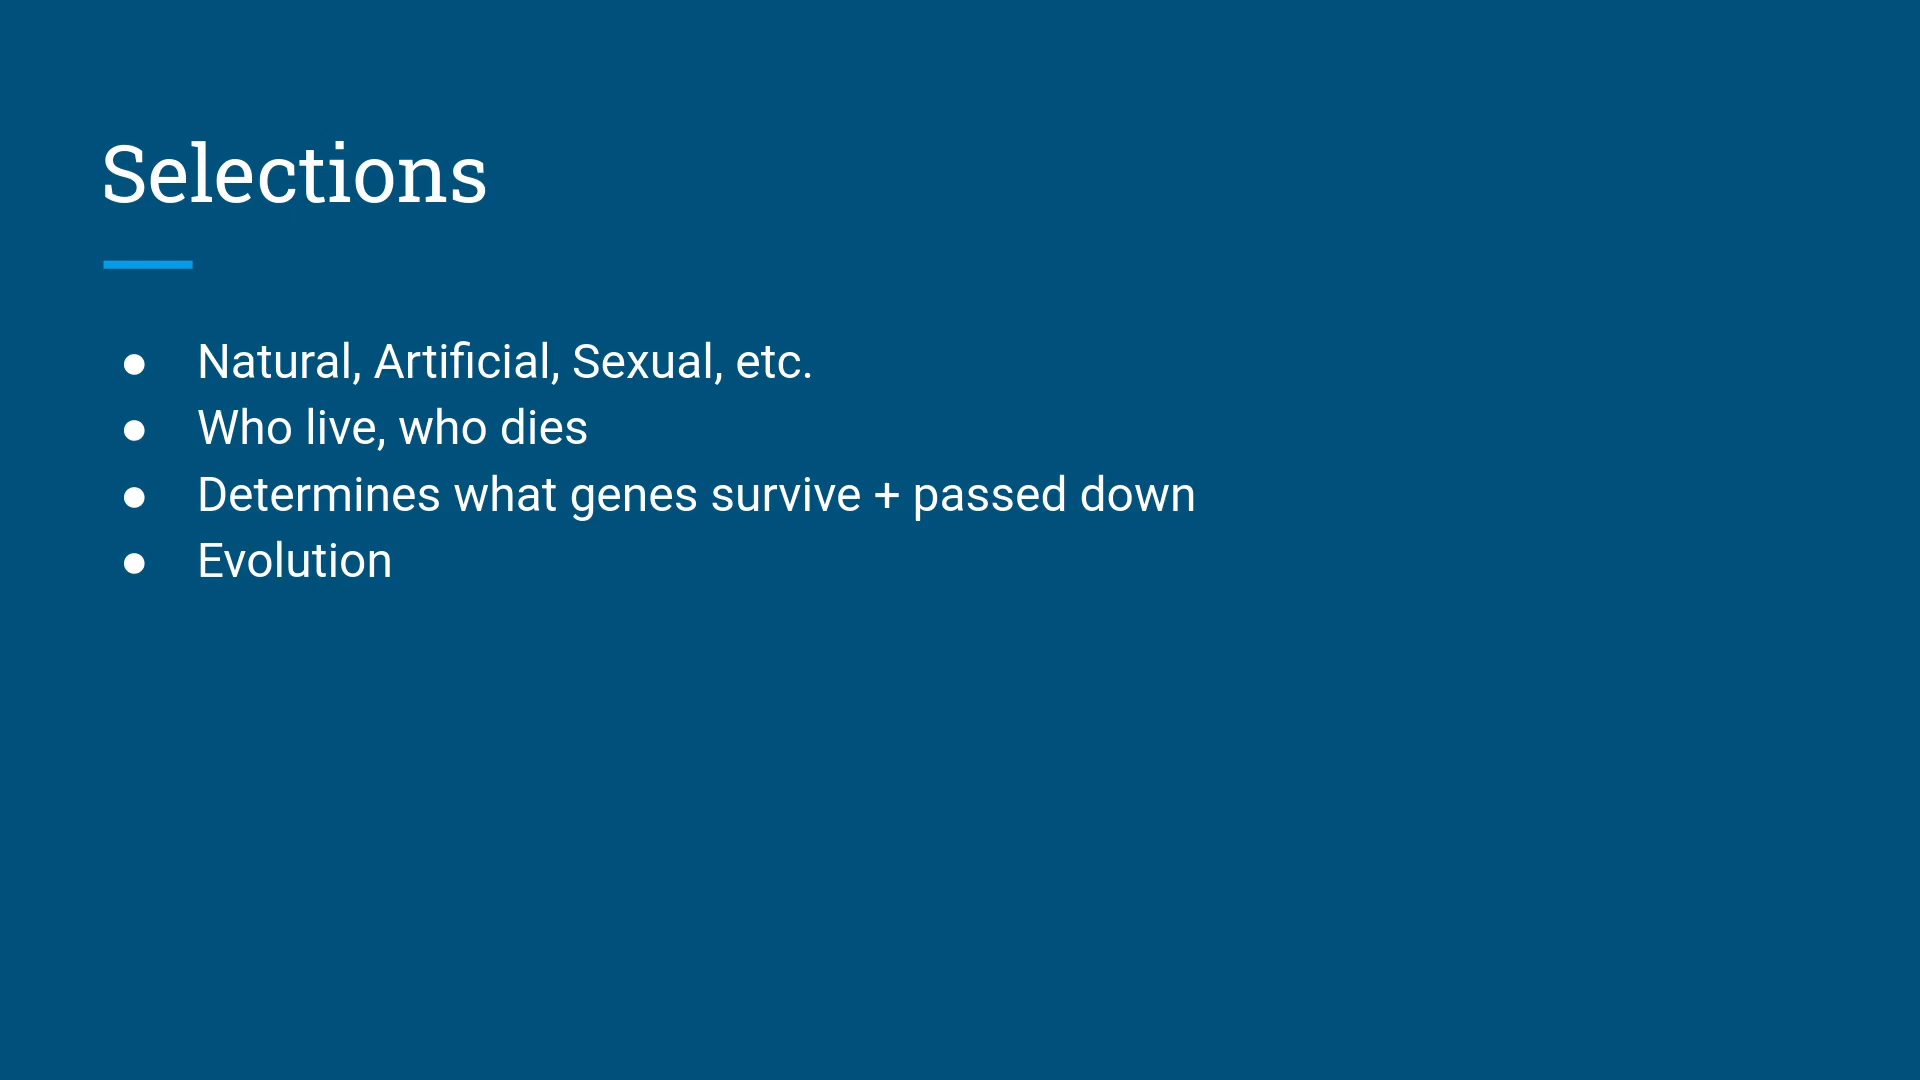 Selections
● Natural, Artificial, Sexual, etc.
● Who live, who dies
● Determines what genes survive + passed down
● Evolution